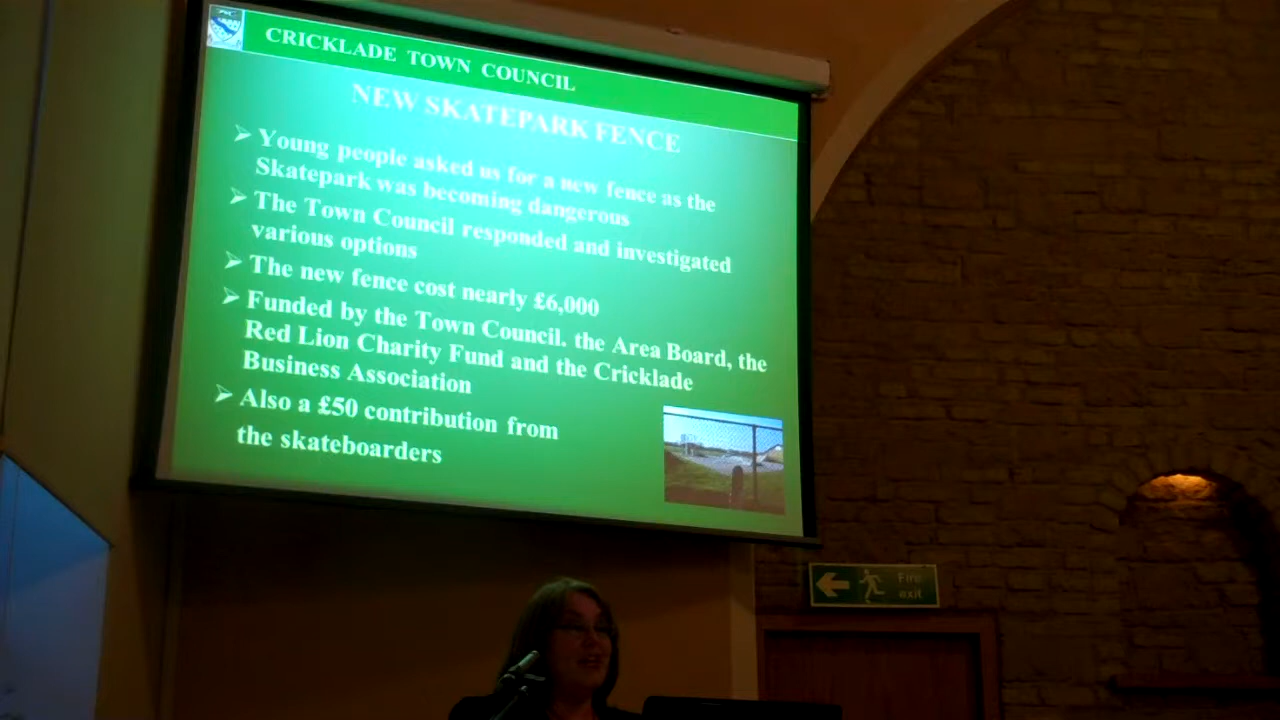 CRICKLADE TOWN COUNCIL
NEW SKATEPARK FENCE
➢ Young people asked us for a new fence as the
Skatepark was becoming dangerous
➢ The Town Council responded and investigated
various options
➢ The new fence cost nearly £6,000
➢ Funded by the Town Council. the Area Board, the
Red Lion Charity Fund and the Cricklade
Business Association
➢ Also a £50 contribution from
the skateboarders
Fire
exit